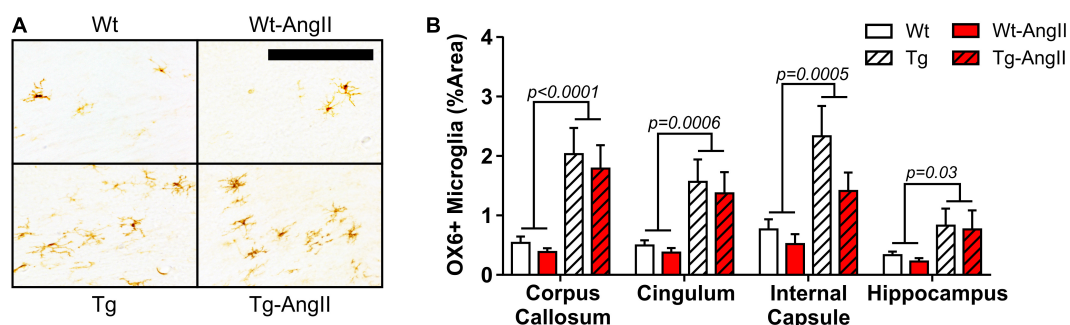 A
Wt
Wt-AngII
Tg
Tg-AngII
B
OX6+ Microglia (%Area)
4
3
2
1
0
Wt
Wt-AngII
Tg
Tg-AngII
p<0.0001
p=0.0006
p=0.0005
p=0.03
Corpus
Callosum
Cingulum
Internal
Capsule
Hippocampus